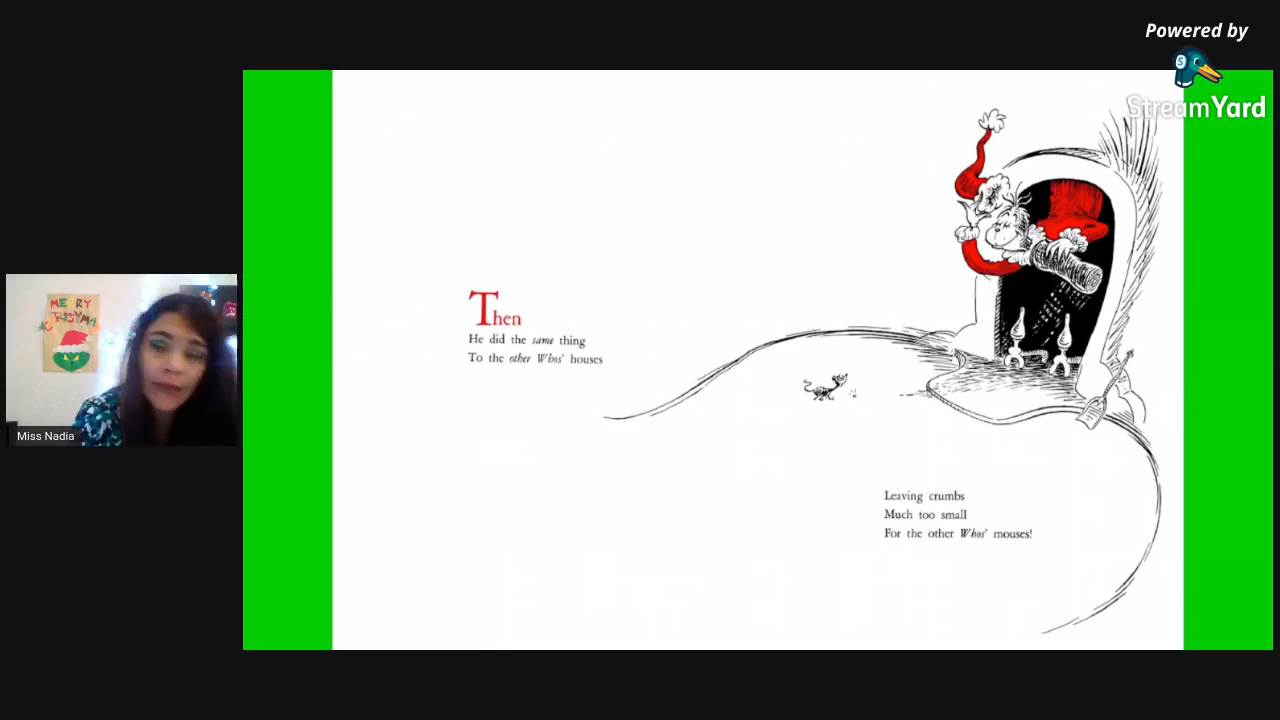 Powered by
StreamYard
MERRY
Then
He did the same thing
To the other Whos' houses
Leaving crumbs
Much too small
For the other Whos' mouses!
Miss Nadia